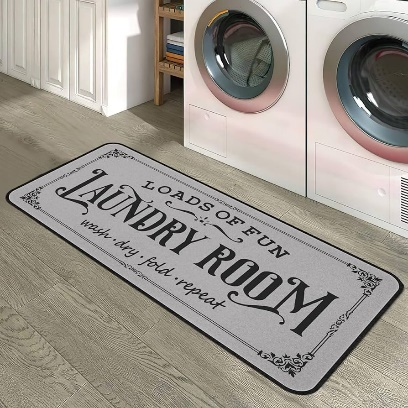 LOADS OF FUN
LAUNDRY ROOM
wash · dry · fold · repeat